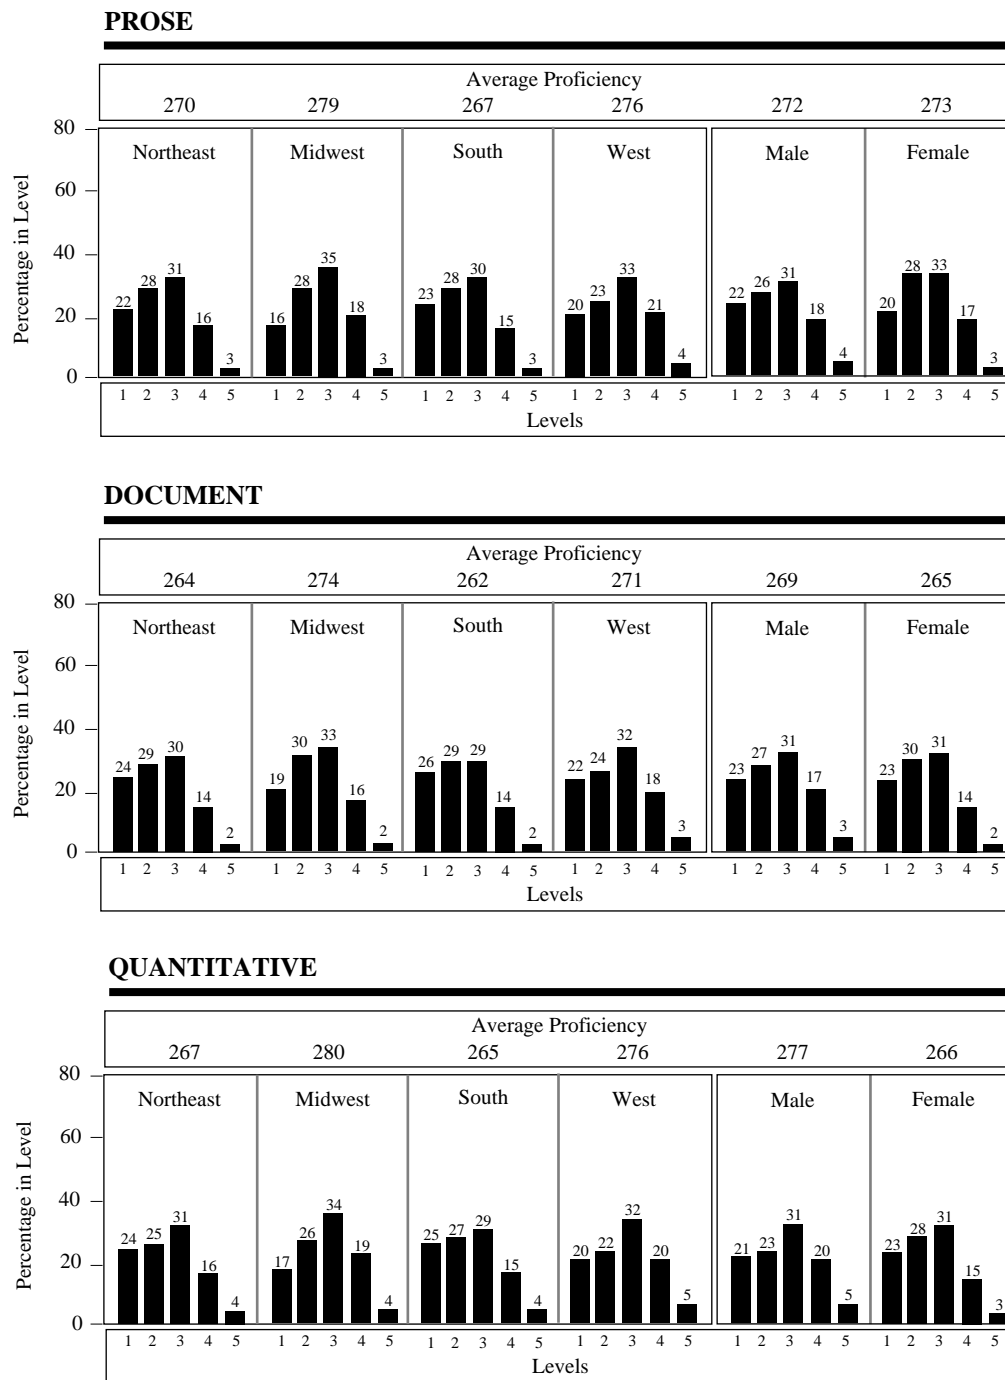 PROSE
Average Proficiency
270 279 267 276 272 273
80
Northeast Midwest South West Male Female
60
40
20
0
Percentage in Level
22 28 31 16 3
16 28 35 18 3
23 28 30 15 3
20 23 33 21 4
22 26 31 18 4
20 28 33 17 3
1 2 3 4 5 1 2 3 4 5 1 2 3 4 5 1 2 3 4 5 1 2 3 4 5 1 2 3 4 5
Levels
DOCUMENT
Average Proficiency
264 274 262 271 269 265
80
Northeast Midwest South West Male Female
60
40
20
0
Percentage in Level
24 29 30 14 2
19 30 33 16 2
26 29 29 14 2
22 24 32 18 3
23 27 31 17 3
23 30 31 14 2
1 2 3 4 5 1 2 3 4 5 1 2 3 4 5 1 2 3 4 5 1 2 3 4 5 1 2 3 4 5
Levels
QUANTITATIVE
Average Proficiency
267 280 265 276 277 266
80
Northeast Midwest South West Male Female
60
40
20
0
Percentage in Level
24 25 31 16 4
17 26 34 19 4
25 27 29 15 4
20 22 32 20 5
21 23 31 20 5
23 28 31 15 3
1 2 3 4 5 1 2 3 4 5 1 2 3 4 5 1 2 3 4 5 1 2 3 4 5 1 2 3 4 5
Levels